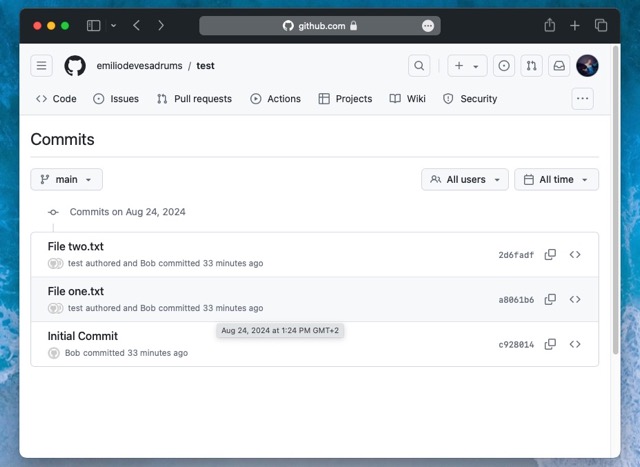 github.com
emiliodevesadrums / test
Code Issues Pull requests Actions Projects Wiki Security
Commits
main All users All time
Commits on Aug 24, 2024
File two.txt
test authored and Bob committed 33 minutes ago
2d6fadf
File one.txt
test authored and Bob committed 33 minutes ago
a8061b6
Aug 24, 2024 at 1:24 PM GMT+2
Initial Commit
Bob committed 33 minutes ago
c928014